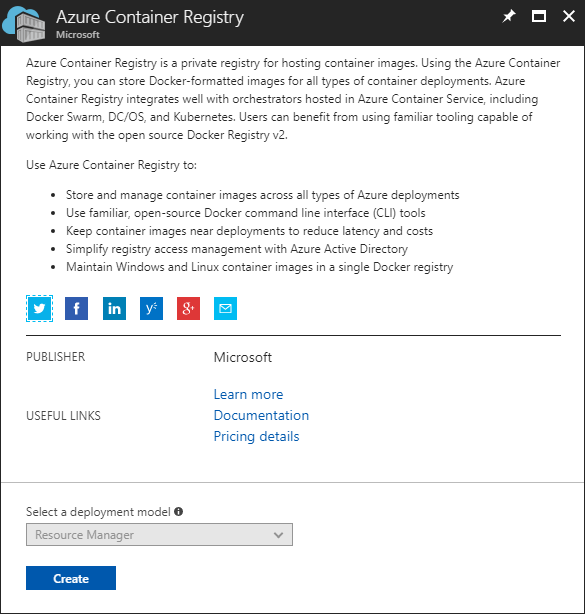 Azure Container Registry
Microsoft
Azure Container Registry is a private registry for hosting container images. Using the Azure Container
Registry, you can store Docker-formatted images for all types of container deployments. Azure
Container Registry integrates well with orchestrators hosted in Azure Container Service, including
Docker Swarm, DC/OS, and Kubernetes. Users can benefit from using familiar tooling capable of
working with the open source Docker Registry v2.
Use Azure Container Registry to:
• Store and manage container images across all types of Azure deployments
• Use familiar, open-source Docker command line interface (CLI) tools
• Keep container images near deployments to reduce latency and costs
• Simplify registry access management with Azure Active Directory
• Maintain Windows and Linux container images in a single Docker registry
f in y g+
PUBLISHER Microsoft
Learn more
USEFUL LINKS Documentation
Pricing details
Select a deployment model
Resource Manager
Create